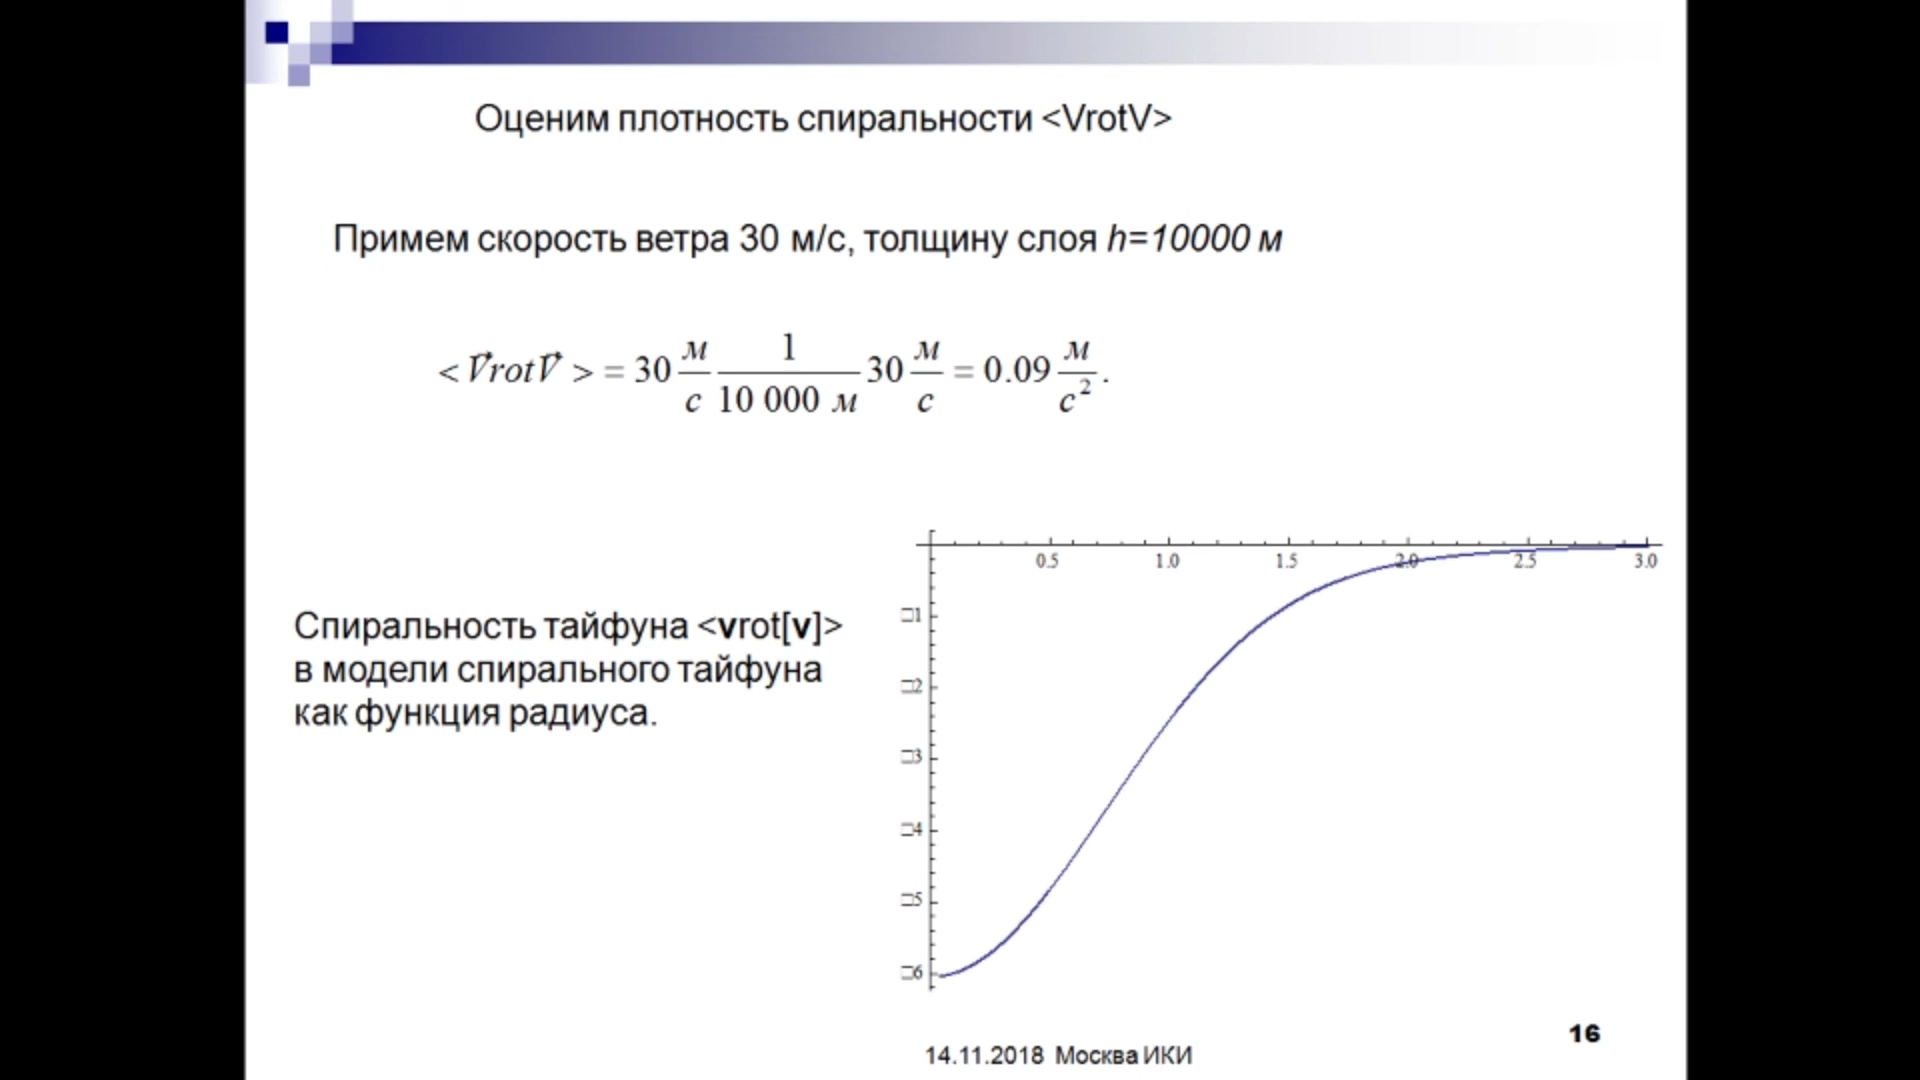 Оценим плотность спиральности <VrotV>
Примем скорость ветра 30 м/с, толщину слоя h=10000 м
< V⃗rotV⃗ > = 30 м/с 1/10 000 м 30 м/с = 0.09 м/с².
0.5 1.0 1.5 2.0 2.5 3.0
□1
□2
□3
□4
□5
□6
Спиральность тайфуна <vrot[v]>
в модели спирального тайфуна
как функция радиуса.
16
14.11.2018 Москва ИКИ